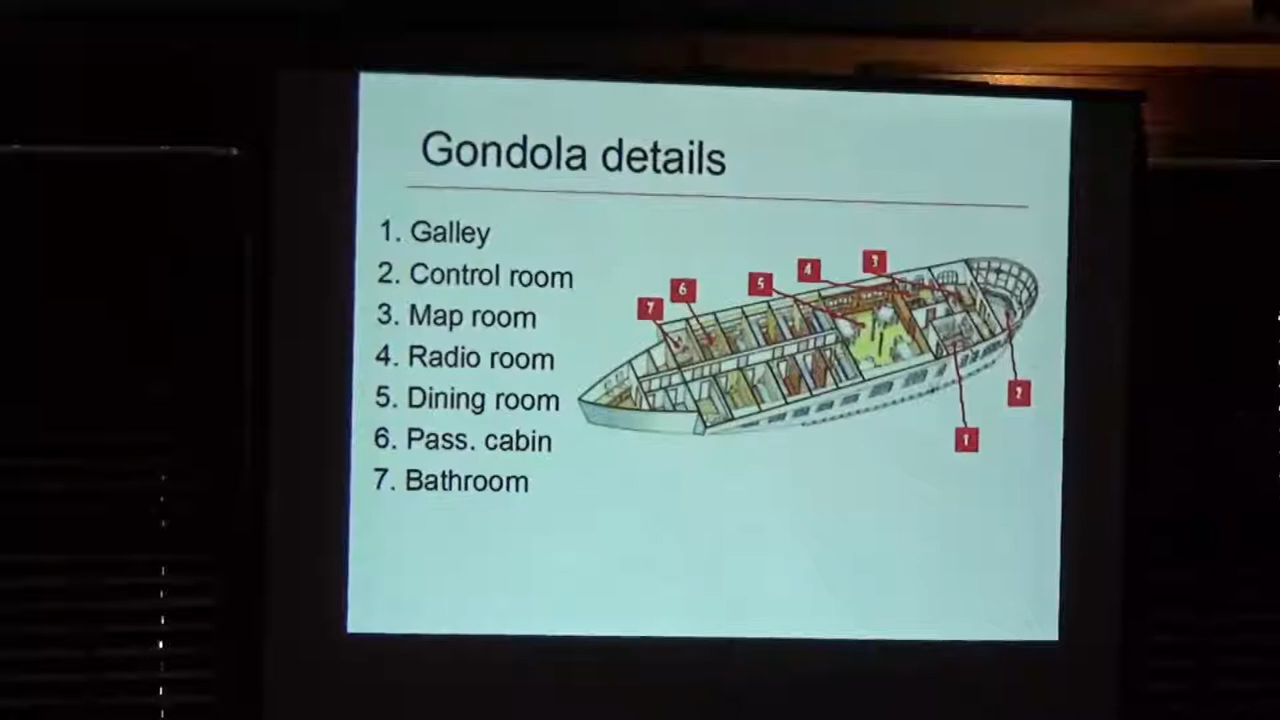 Gondola details
1. Galley
2. Control room
3. Map room
4. Radio room
5. Dining room
6. Pass. cabin
7. Bathroom
3
4
5
6
7
2
1